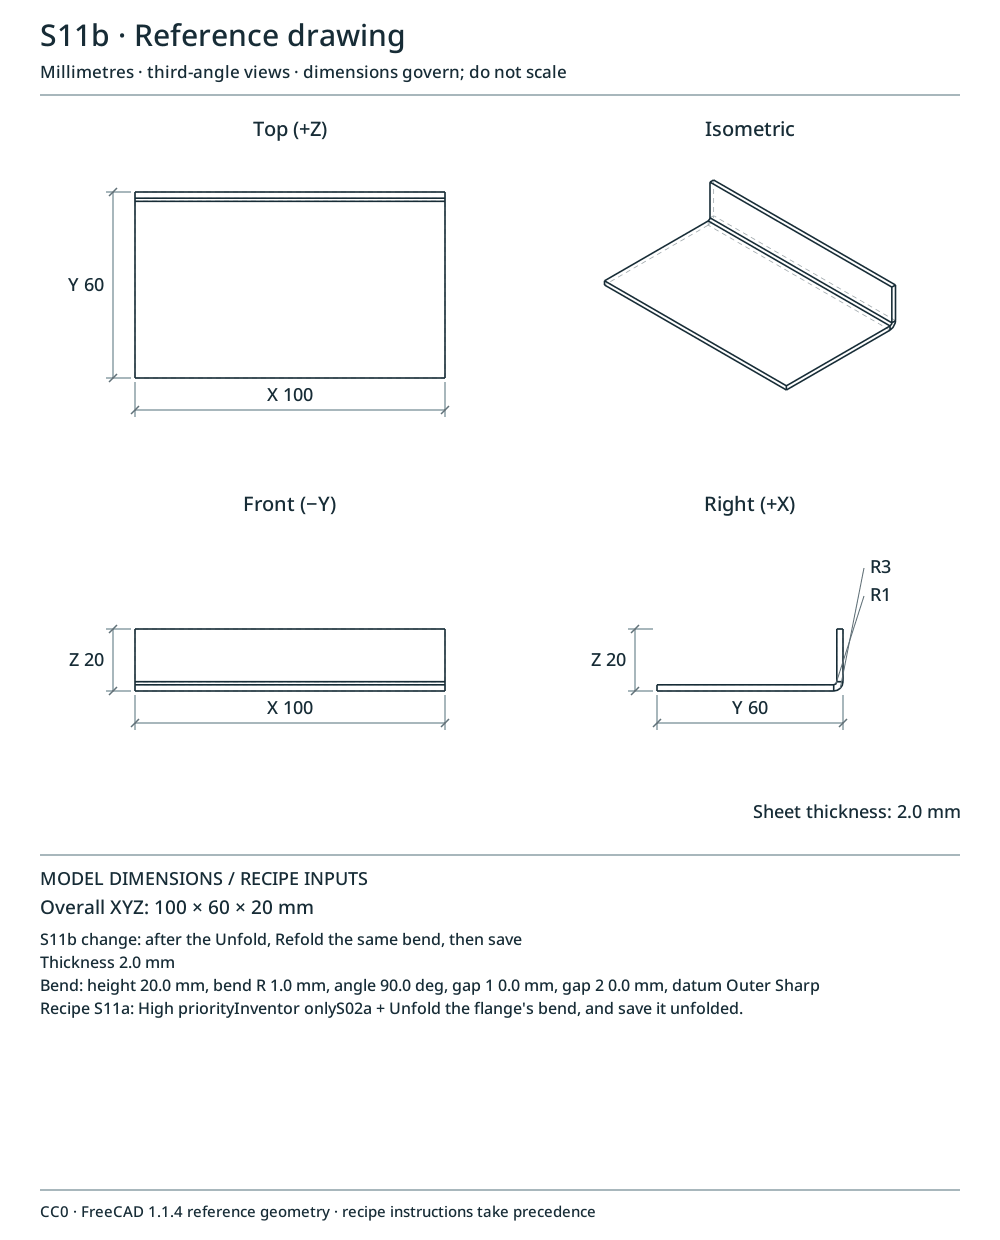 S11b · Reference drawing
Millimetres · third-angle views · dimensions govern; do not scale
Top (+Z)
Isometric
Y 60
X 100
Front (−Y)
Right (+X)
R3
R1
Z 20
X 100
Z 20
Y 60
Sheet thickness: 2.0 mm
MODEL DIMENSIONS / RECIPE INPUTS
Overall XYZ: 100 × 60 × 20 mm
S11b change: after the Unfold, Refold the same bend, then save
Thickness 2.0 mm
Bend: height 20.0 mm, bend R 1.0 mm, angle 90.0 deg, gap 1 0.0 mm, gap 2 0.0 mm, datum Outer Sharp
Recipe S11a: High priorityInventor onlyS02a + Unfold the flange's bend, and save it unfolded.
CC0 · FreeCAD 1.1.4 reference geometry · recipe instructions take precedence